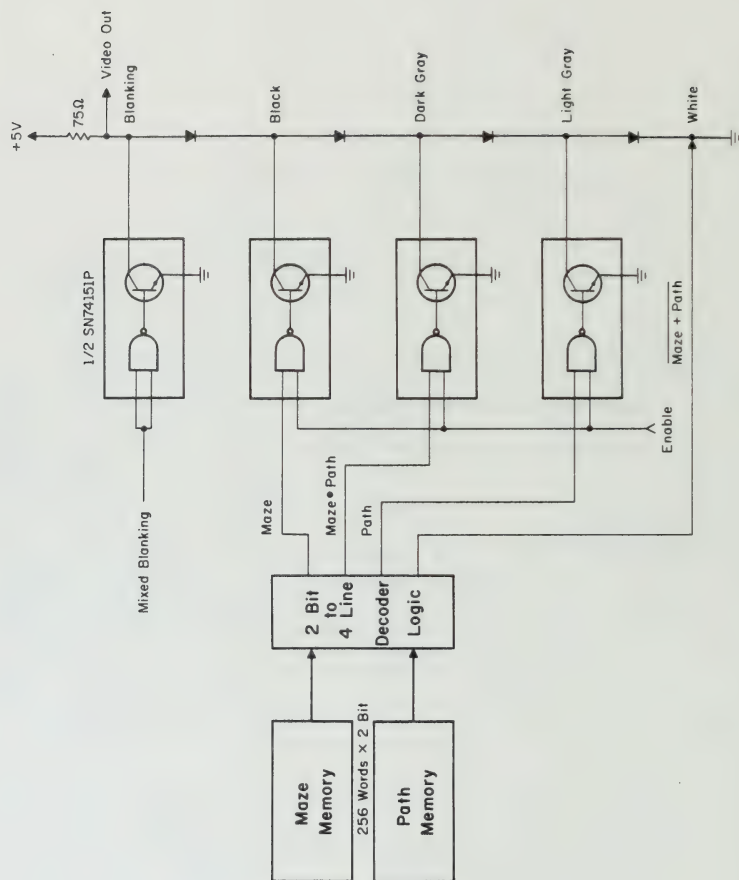 +5V
75Ω
Video Out
Blanking
Black
Dark Gray
Light Gray
White
1/2 SN74151P
Mixed Blanking
Maze
Maze • Path
Path
Maze + Path
Enable
2 Bit
to
4 Line
Decoder
Logic
Maze
Memory
256 Words × 2 Bit
Path
Memory